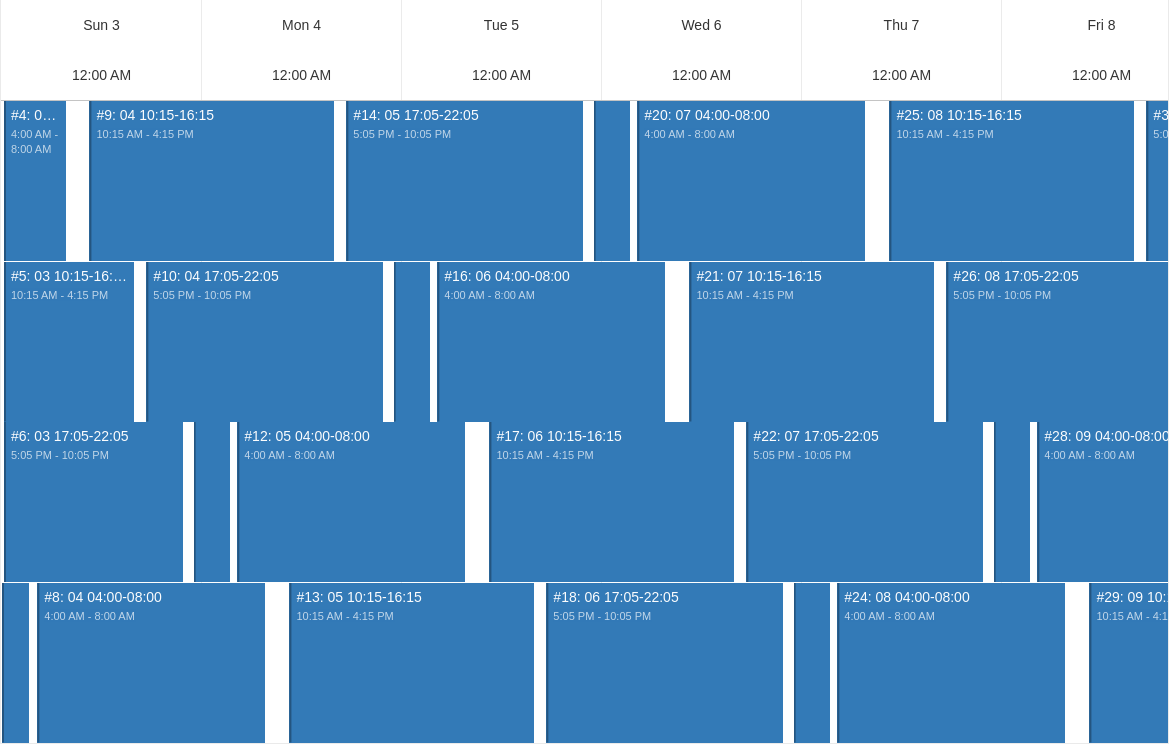 Sun 3
Mon 4
Tue 5
Wed 6
Thu 7
Fri 8
12:00 AM
12:00 AM
12:00 AM
12:00 AM
12:00 AM
12:00 AM
#4: 0…
4:00 AM -
8:00 AM
#9: 04 10:15-16:15
10:15 AM - 4:15 PM
#14: 05 17:05-22:05
5:05 PM - 10:05 PM
#20: 07 04:00-08:00
4:00 AM - 8:00 AM
#25: 08 10:15-16:15
10:15 AM - 4:15 PM
#5: 03 10:15-16:…
10:15 AM - 4:15 PM
#10: 04 17:05-22:05
5:05 PM - 10:05 PM
#16: 06 04:00-08:00
4:00 AM - 8:00 AM
#21: 07 10:15-16:15
10:15 AM - 4:15 PM
#26: 08 17:05-22:05
5:05 PM - 10:05 PM
#6: 03 17:05-22:05
5:05 PM - 10:05 PM
#12: 05 04:00-08:00
4:00 AM - 8:00 AM
#17: 06 10:15-16:15
10:15 AM - 4:15 PM
#22: 07 17:05-22:05
5:05 PM - 10:05 PM
#28: 09 04:00-08:00
4:00 AM - 8:00 AM
#8: 04 04:00-08:00
4:00 AM - 8:00 AM
#13: 05 10:15-16:15
10:15 AM - 4:15 PM
#18: 06 17:05-22:05
5:05 PM - 10:05 PM
#24: 08 04:00-08:00
4:00 AM - 8:00 AM
#29: 09 10:
10:15 AM - 4:1